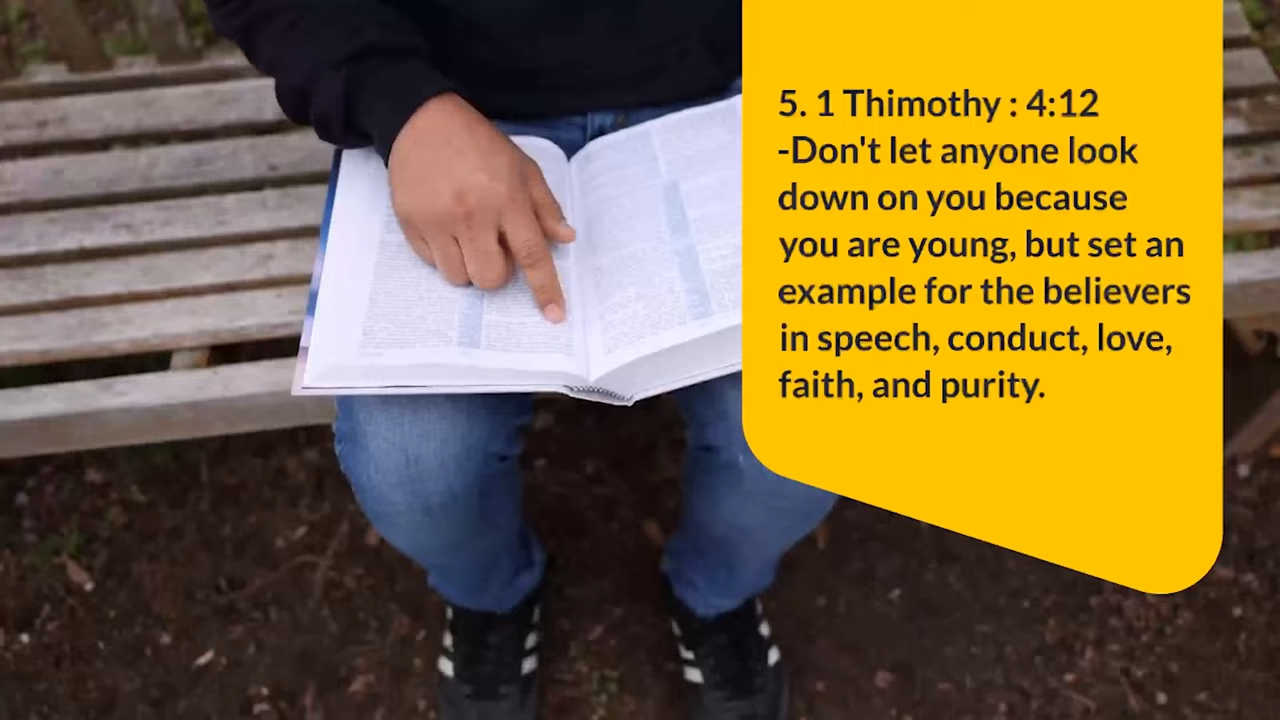 5. 1 Thimothy : 4:12
-Don't let anyone look
down on you because
you are young, but set an
example for the believers
in speech, conduct, love,
faith, and purity.